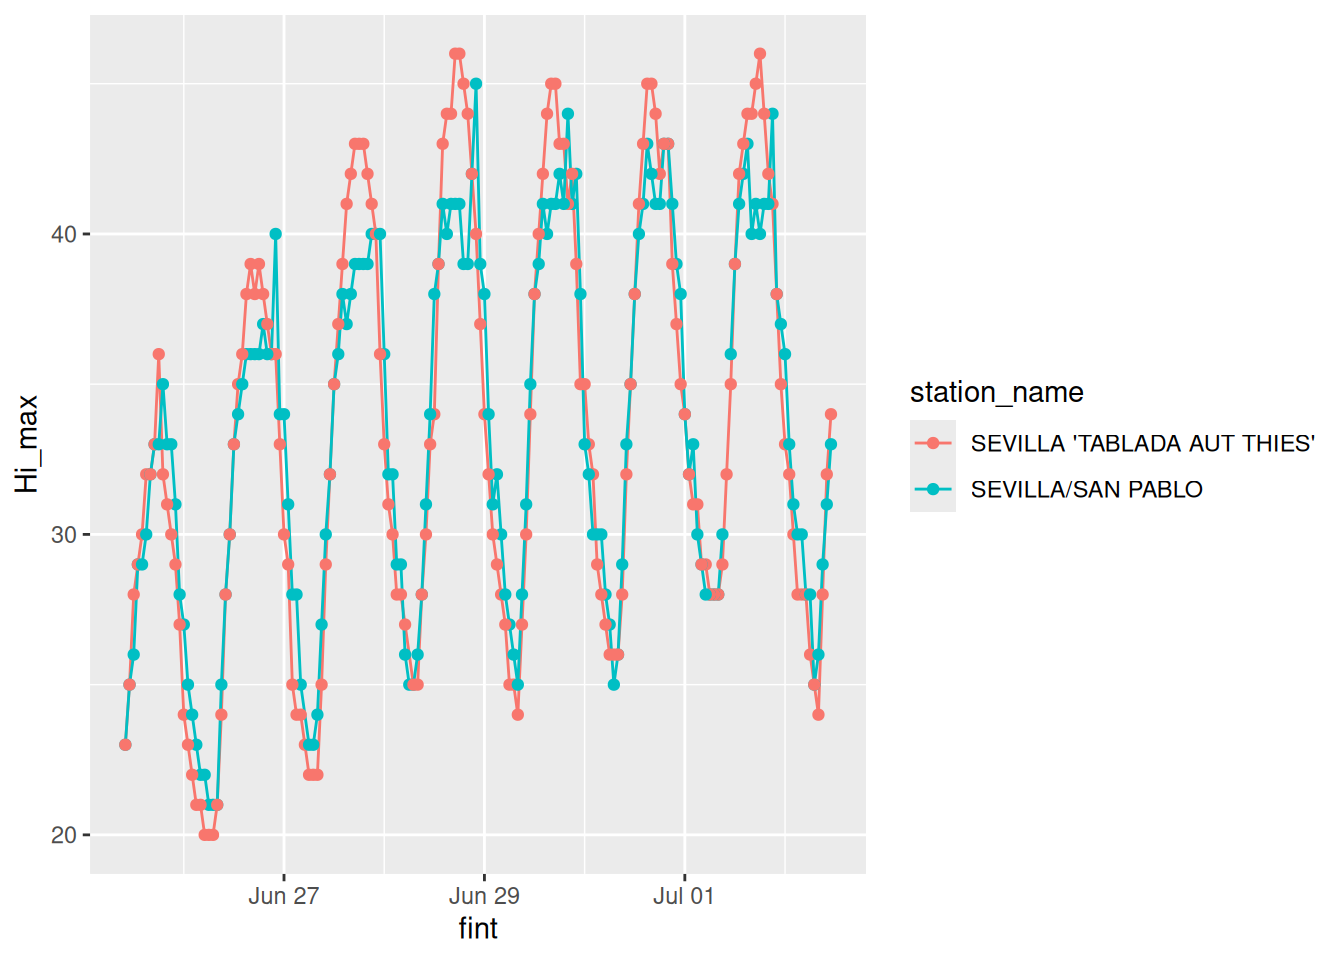 Hi_max
40
30
20
Jun 27
Jun 29
Jul 01
fint
station_name
SEVILLA 'TABLADA AUT THIES'
SEVILLA/SAN PABLO